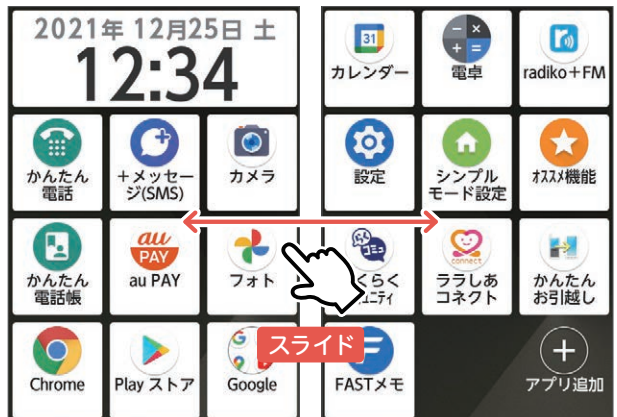 2021年 12月25日 土
12:34
かんたん
電話
+メッセー
ジ(SMS)
カメラ
かんたん
電話帳
au
PAY
au PAY
フォト
Chrome
Play ストア
Google
スライド
31
カレンダー
電卓
radiko+FM
設定
シンプル
モード設定
オススメ機能
らく
コミュ
くらく
ュニティ
connect
ララしあ
コネクト
かんたん
お引越し
FASTメモ
アプリ追加